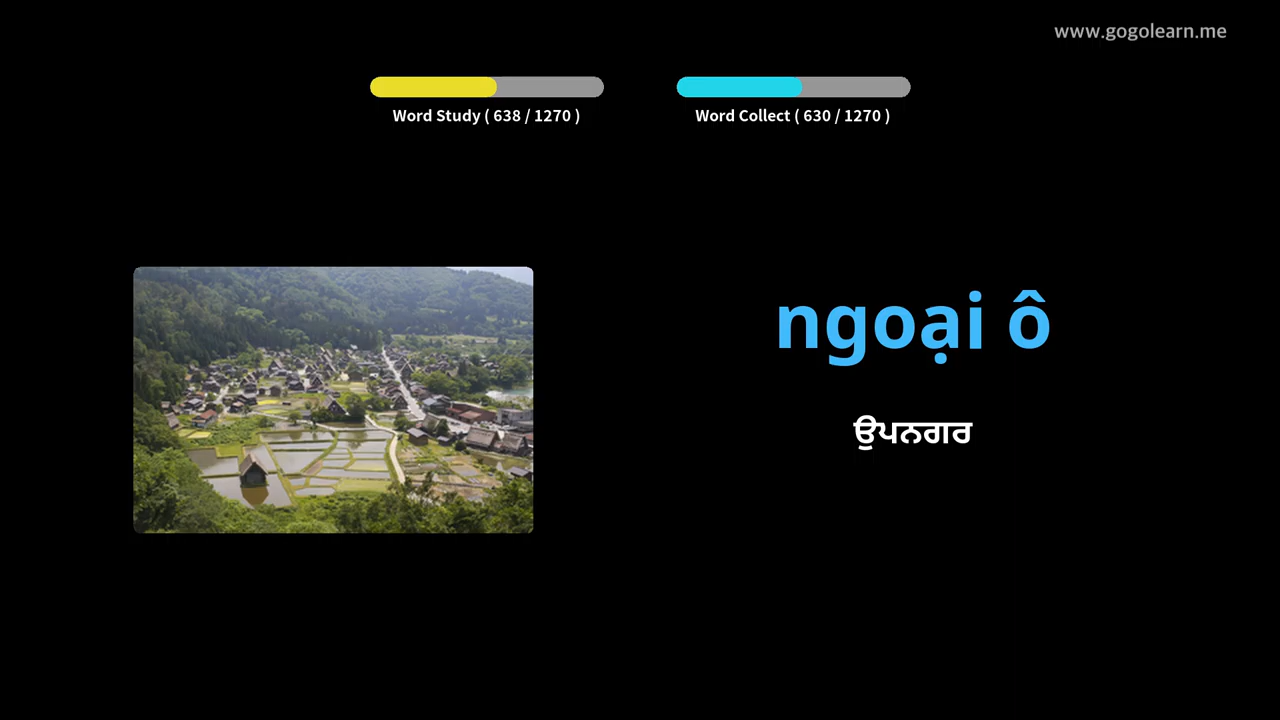 www.gogolearn.me
Word Study ( 638 / 1270 )
Word Collect ( 630 / 1270 )
ngoại ô
ਉਪਨਗਰ